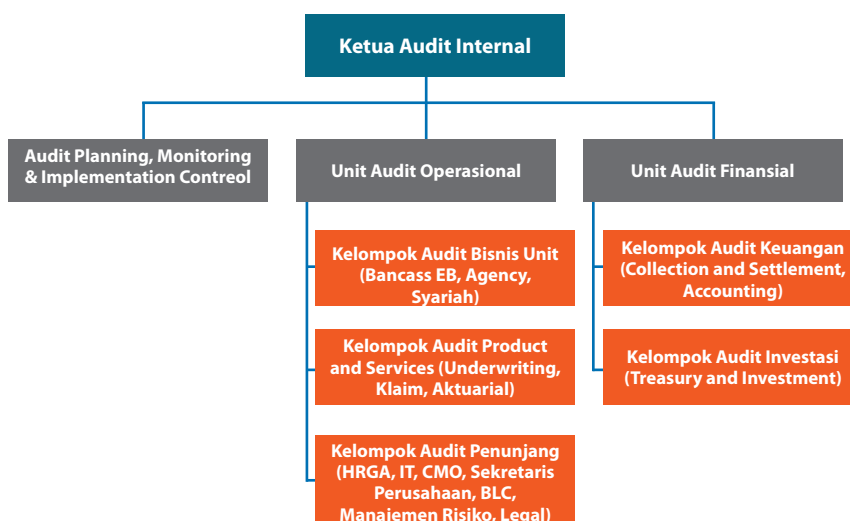 Ketua Audit Internal
Audit Planning, Monitoring
& Implementation Contreol
Unit Audit Operasional
Unit Audit Finansial
Kelompok Audit Bisnis Unit
(Bancass EB, Agency,
Syariah)
Kelompok Audit Product
and Services (Underwriting,
Klaim, Aktuarial)
Kelompok Audit Penunjang
(HRGA, IT, CMO, Sekretaris
Perusahaan, BLC,
Manajemen Risiko, Legal)
Kelompok Audit Keuangan
(Collection and Settlement,
Accounting)
Kelompok Audit Investasi
(Treasury and Investment)